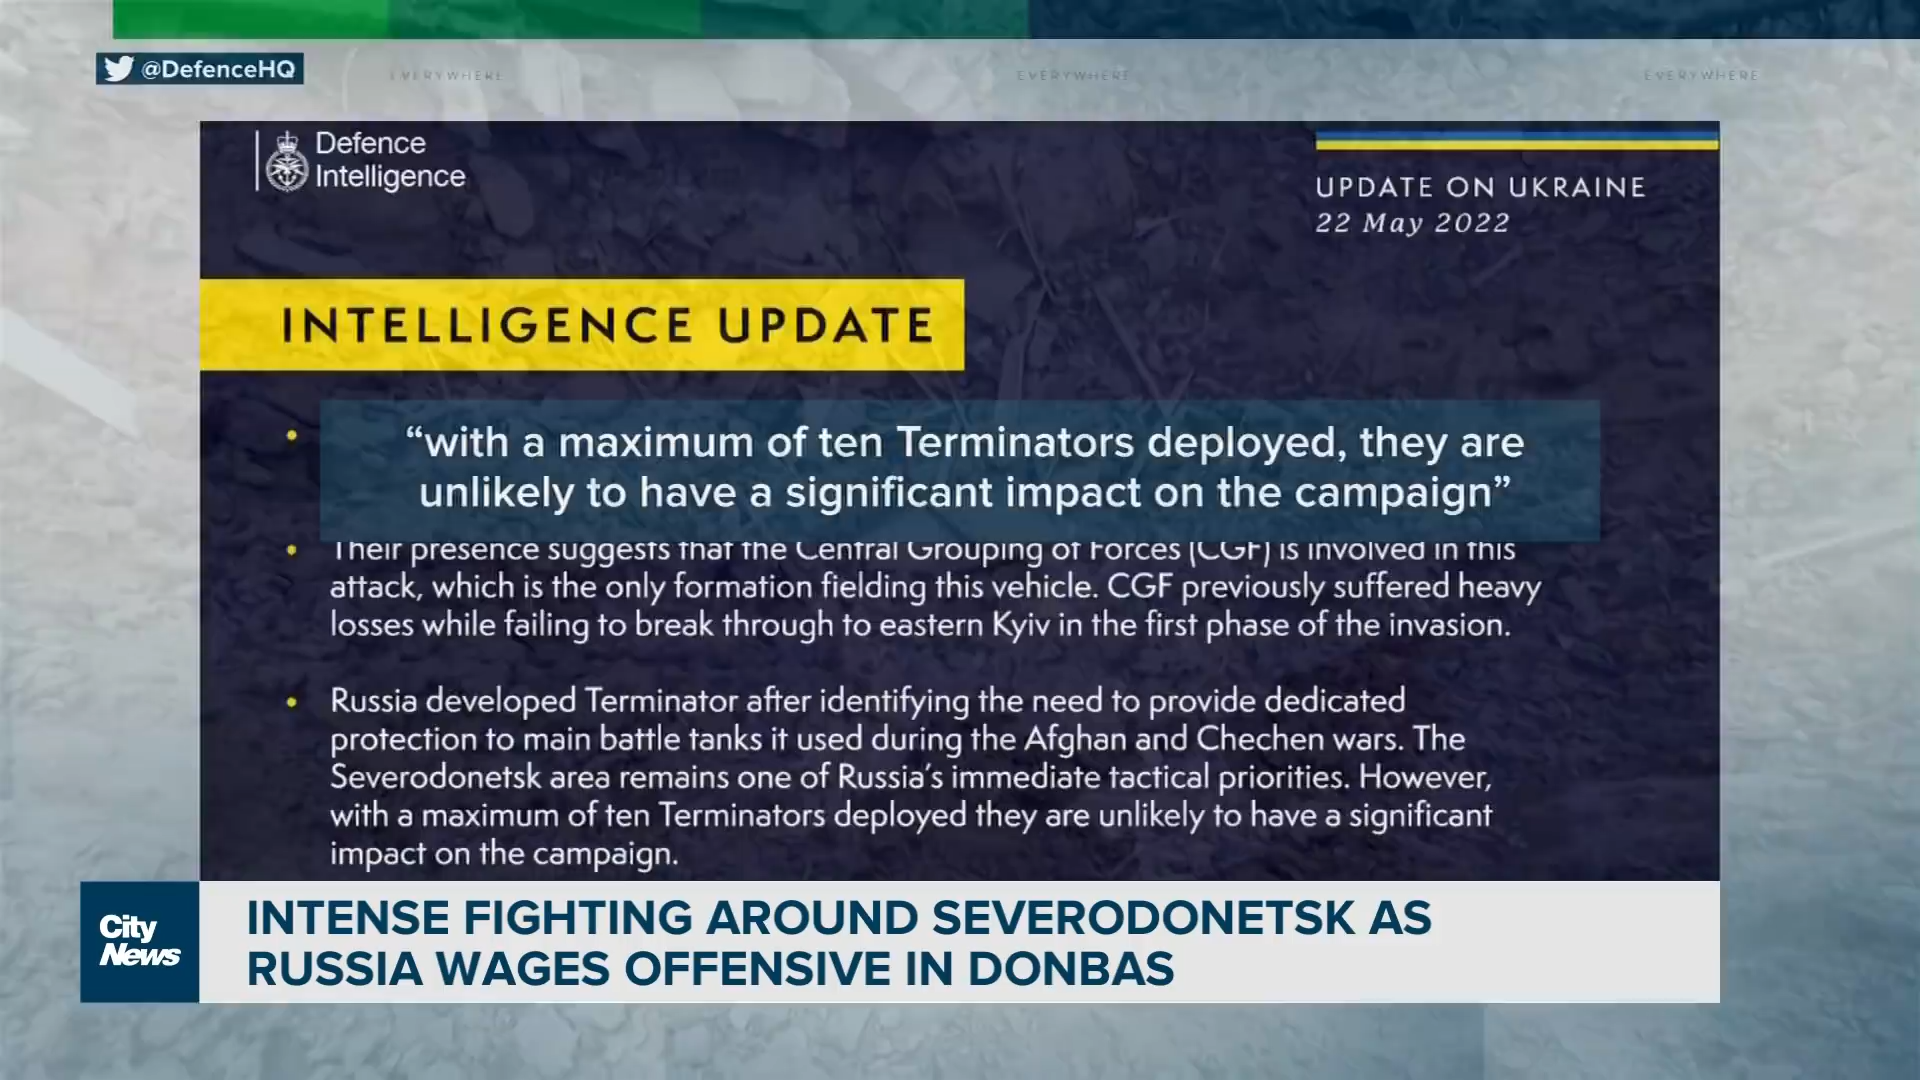 @DefenceHQ
EVERYWHERE
EVERYWHERE
EVERYWHERE
Defence
Intelligence
UPDATE ON UKRAINE
22 May 2022
INTELLIGENCE UPDATE
“with a maximum of ten Terminators deployed, they are
unlikely to have a significant impact on the campaign”
• Their presence suggests that the Central Grouping of Forces (CGF) is involved in this
attack, which is the only formation fielding this vehicle. CGF previously suffered heavy
losses while failing to break through to eastern Kyiv in the first phase of the invasion.
• Russia developed Terminator after identifying the need to provide dedicated
protection to main battle tanks it used during the Afghan and Chechen wars. The
Severodonetsk area remains one of Russia’s immediate tactical priorities. However,
with a maximum of ten Terminators deployed they are unlikely to have a significant
impact on the campaign.
City
News
INTENSE FIGHTING AROUND SEVERODONETSK AS
RUSSIA WAGES OFFENSIVE IN DONBAS